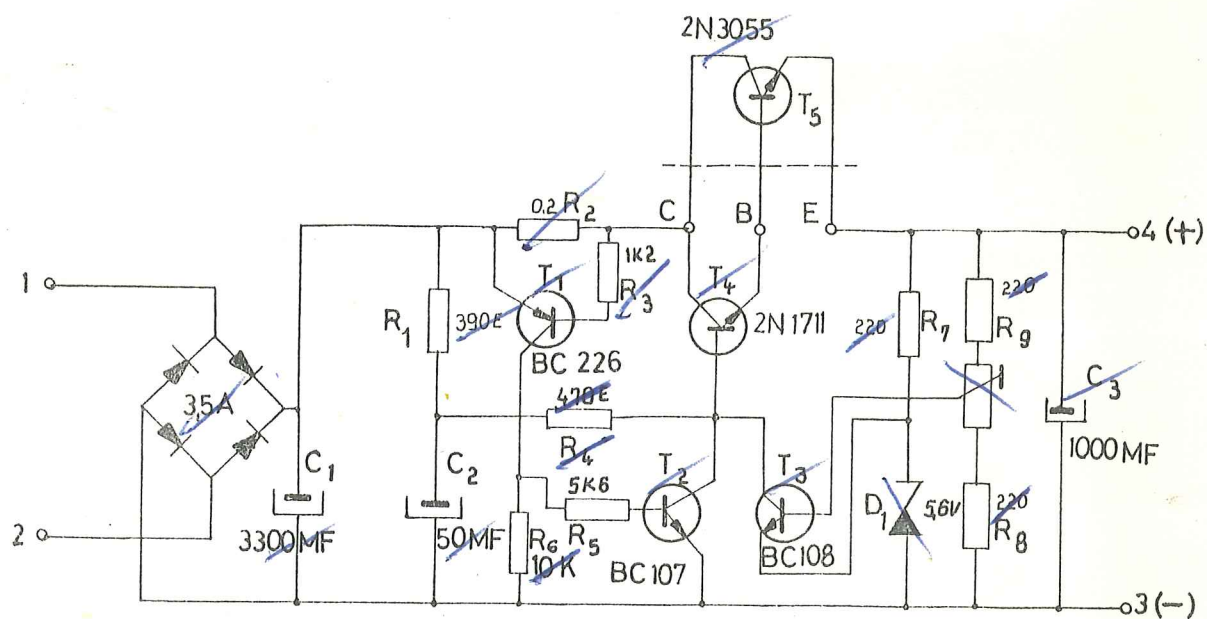 2N3055
T5
0.2 R2
C
B
E
4 (+)
1
R1
390E
T1
1K2
R3
T4
2N1711
BC 226
220
R7
220
R9
3,5A
470E
R4
C3
1000MF
C1
3300MF
C2
50MF
5K6
R5
R6
10K
T2
BC107
T3
BC108
D1
5,6V
220
R8
2
3 (-)